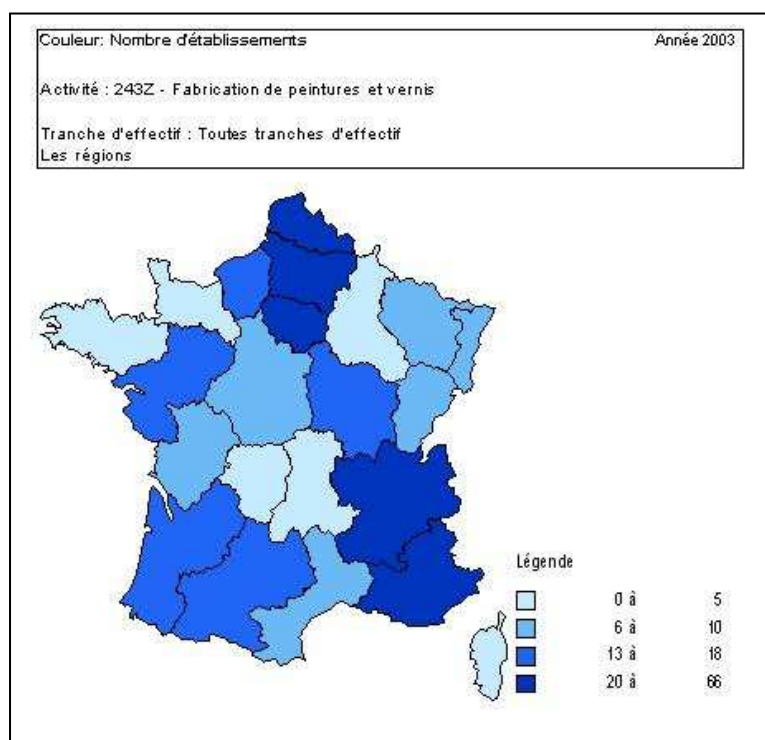 Couleur: Nombre d'établissements Année 2003
Activité : 243Z - Fabrication de peintures et vernis
Tranche d'effectif : Toutes tranches d'effectif
Les régions
Légende
0 à 5
6 à 10
13 à 18
20 à 66